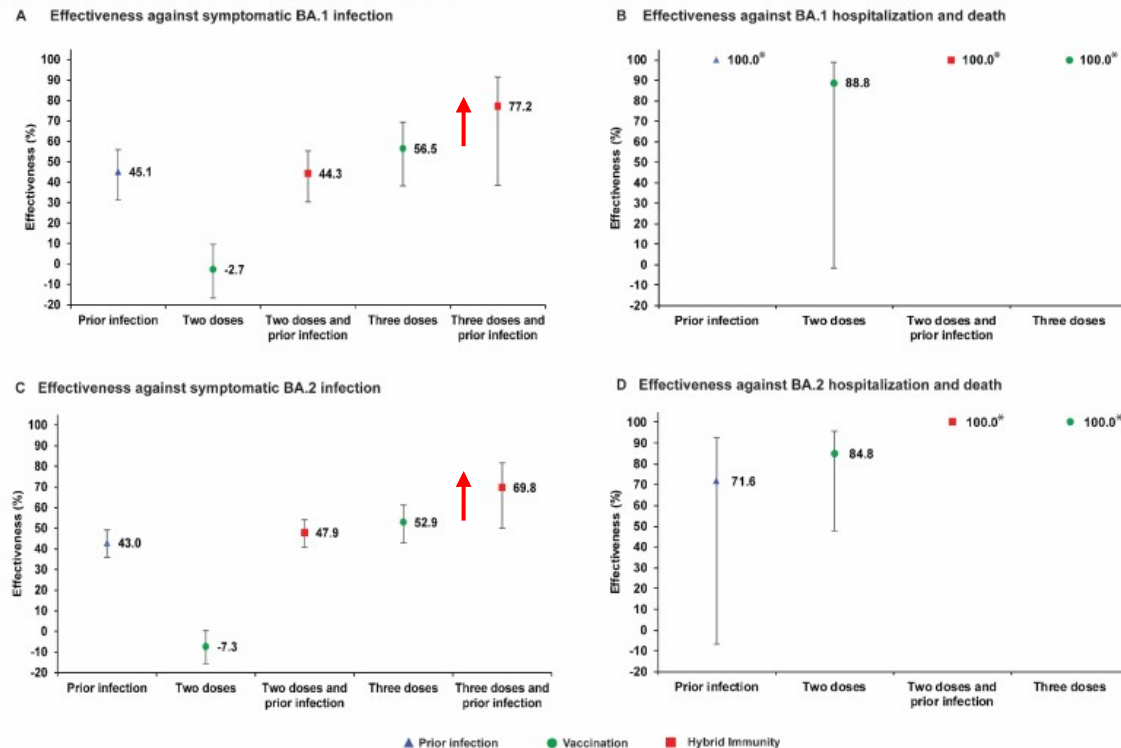 A Effectiveness against symptomatic BA.1 infection
Effectiveness (%)
100
90
80
70
60
50
40
30
20
10
0
-10
-20
45.1
-2.7
44.3
56.5
77.2
Prior infection
Two doses
Two doses and
prior infection
Three doses
Three doses and
prior infection
B Effectiveness against BA.1 hospitalization and death
Effectiveness (%)
100
90
80
70
60
50
40
30
20
10
0
-10
-20
100.0*
88.8
100.0*
100.0*
Prior infection
Two doses
Two doses and
prior infection
Three doses
C Effectiveness against symptomatic BA.2 infection
Effectiveness (%)
100
90
80
70
60
50
40
30
20
10
0
-10
-20
43.0
-7.3
47.9
52.9
69.8
Prior infection
Two doses
Two doses and
prior infection
Three doses
Three doses and
prior infection
D Effectiveness against BA.2 hospitalization and death
Effectiveness (%)
100
90
80
70
60
50
40
30
20
10
0
-10
-20
71.6
84.8
100.0*
100.0*
Prior infection
Two doses
Two doses and
prior infection
Three doses
Prior infection
Vaccination
Hybrid Immunity